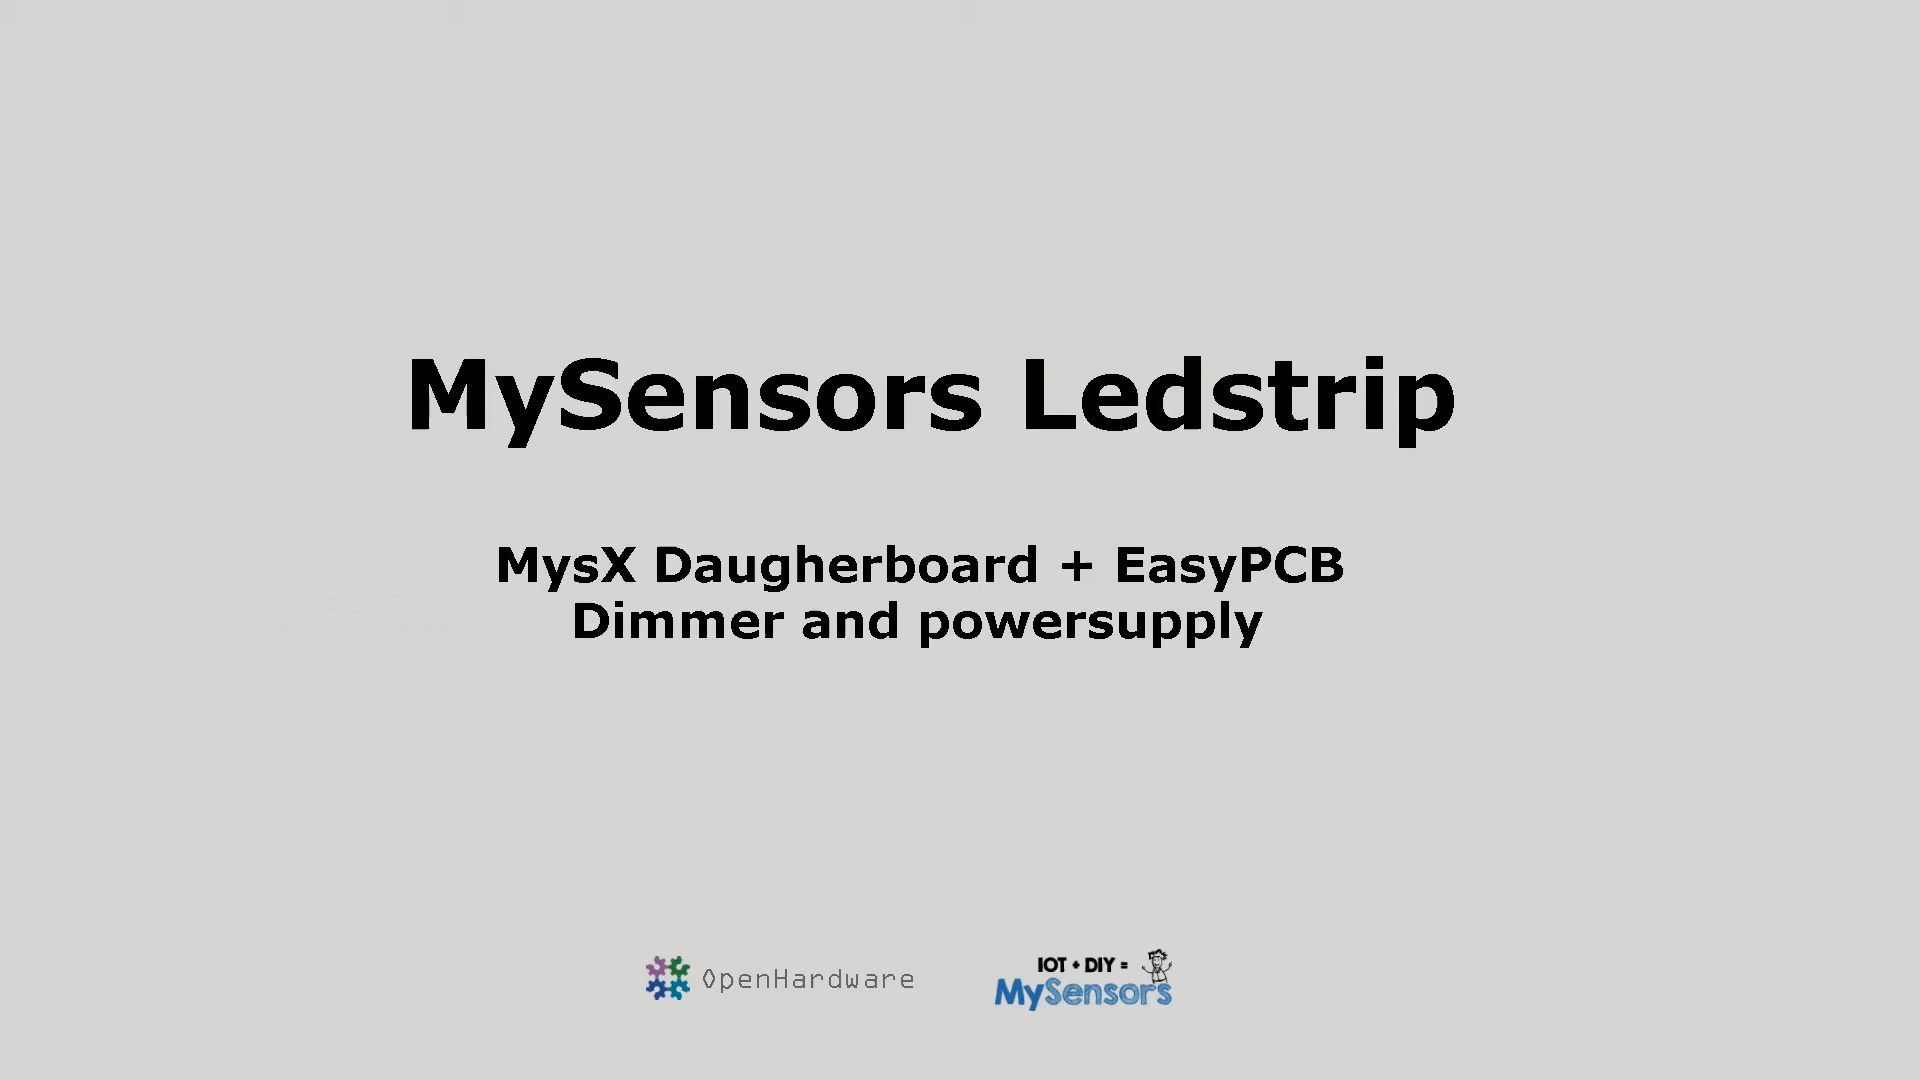 MySensors Ledstrip
MysX Daugherboard + EasyPCB
Dimmer and powersupply
OpenHardware
IOT + DIY =
MySensors